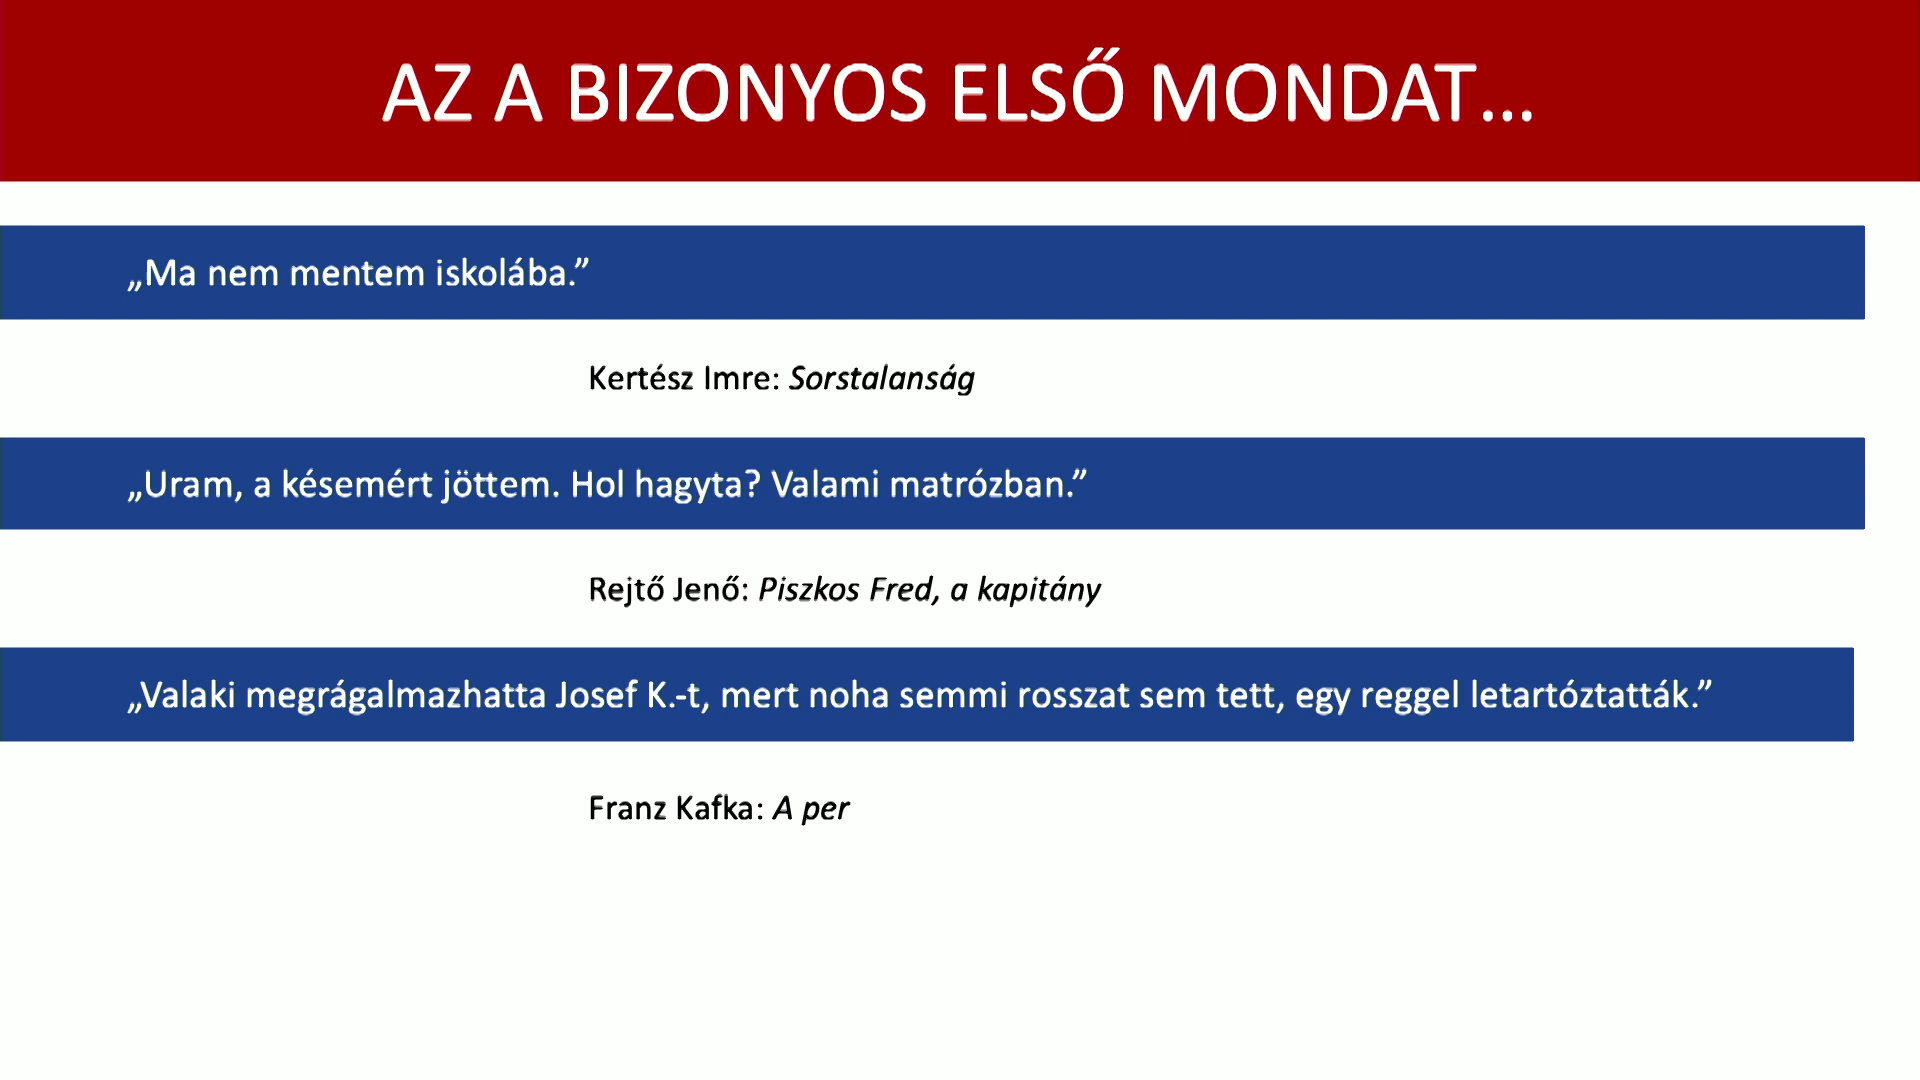 AZ A BIZONYOS ELSŐ MONDAT...
„Ma nem mentem iskolába.”
Kertész Imre: Sorstalanság
„Uram, a késemért jöttem. Hol hagyta? Valami matrózban.”
Rejtő Jenő: Piszkos Fred, a kapitány
„Valaki megrágalmazhatta Josef K.-t, mert noha semmi rosszat sem tett, egy reggel letartóztatták.”
Franz Kafka: A per